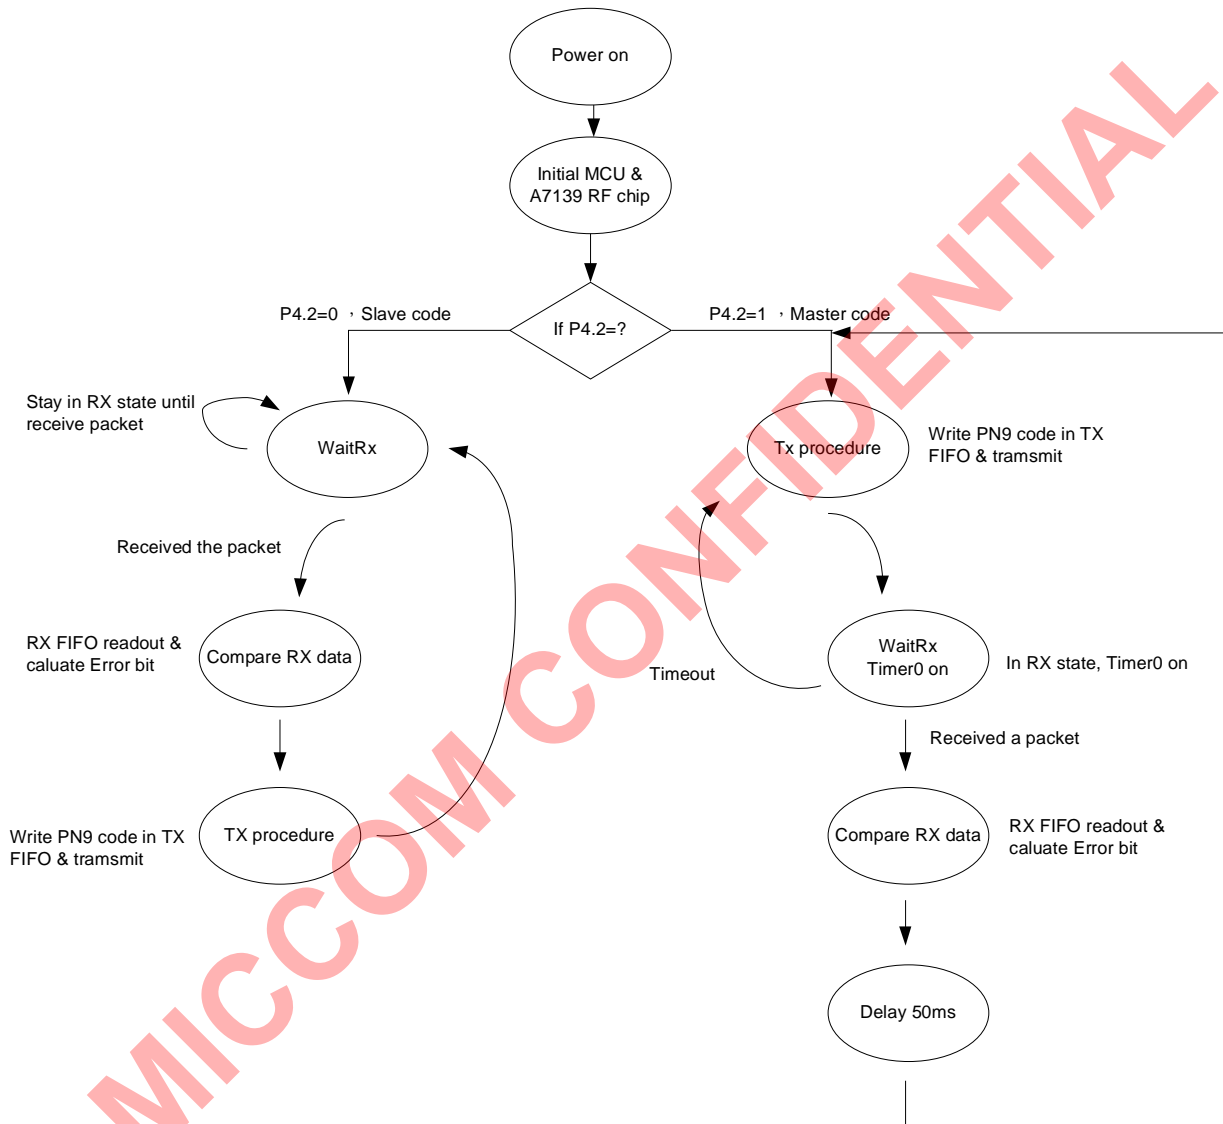 Power on
Initial MCU &
A7139 RF chip
If P4.2=?
P4.2=0 ，Slave code
P4.2=1 ，Master code
Stay in RX state until
receive packet
WaitRx
Tx procedure
Write PN9 code in TX
FIFO & tramsmit
Received the packet
RX FIFO readout &
caluate Error bit
Compare RX data
Timeout
WaitRx
Timer0 on
In RX state, Timer0 on
Received a packet
Write PN9 code in TX
FIFO & tramsmit
TX procedure
Compare RX data
RX FIFO readout &
caluate Error bit
Delay 50ms
MICCOM CONFIDENTIAL